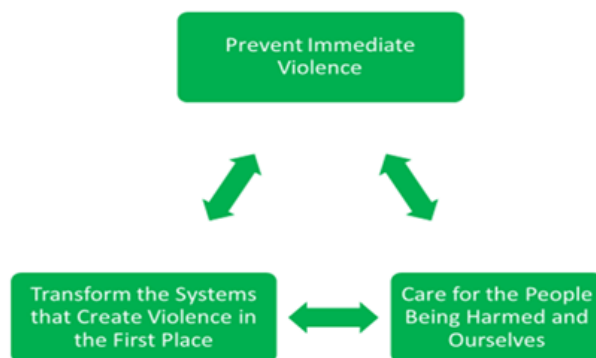 Prevent Immediate
Violence
Transform the Systems
that Create Violence in
the First Place
Care for the People
Being Harmed and
Ourselves